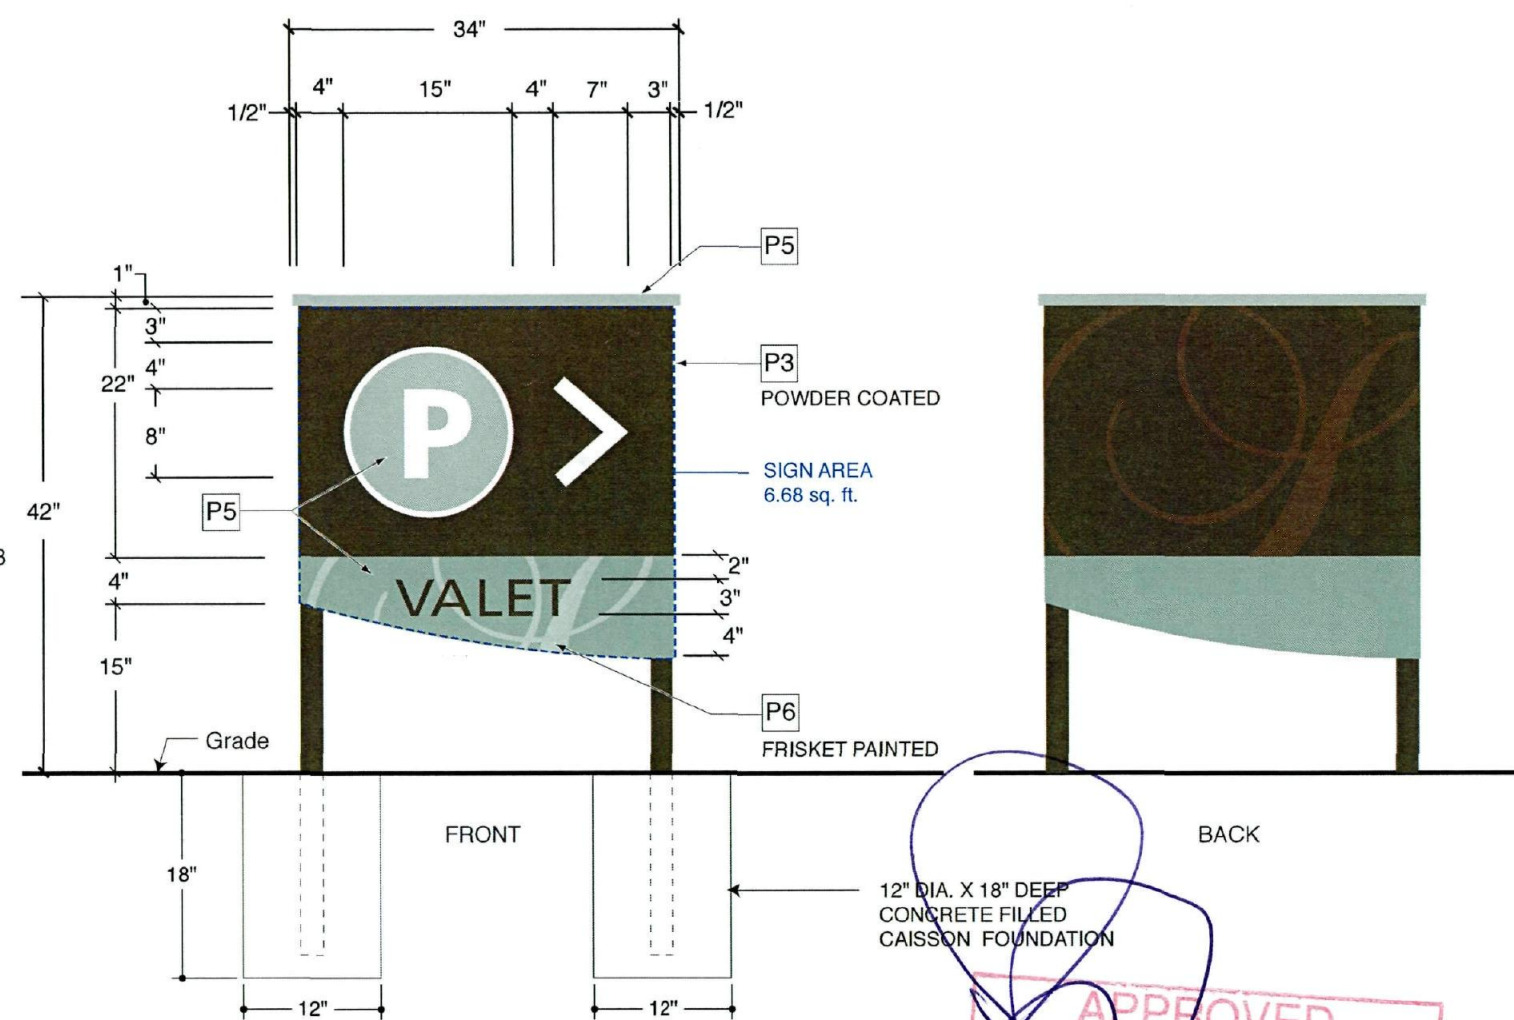 34"
4" 15" 4" 7" 3"
1/2" 1/2"
P5
1"
3"
4"
22"
8"
42"
P
P3
POWDER COATED
SIGN AREA
6.68 sq. ft.
P5
VALET
2"
3"
4"
4"
15"
P6
FRISKET PAINTED
Grade
FRONT
BACK
18"
12" DIA. X 18" DEEP
CONCRETE FILLED
CAISSON FOUNDATION
12" 12"
APPROVED